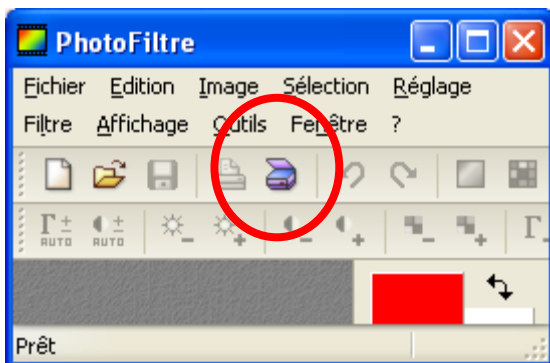 PhotoFiltre
Fichier Edition Image Sélection Réglage
Filtre Affichage Outils Fenêtre ?
Γ± AUTO ± AUTO Γ
Prêt